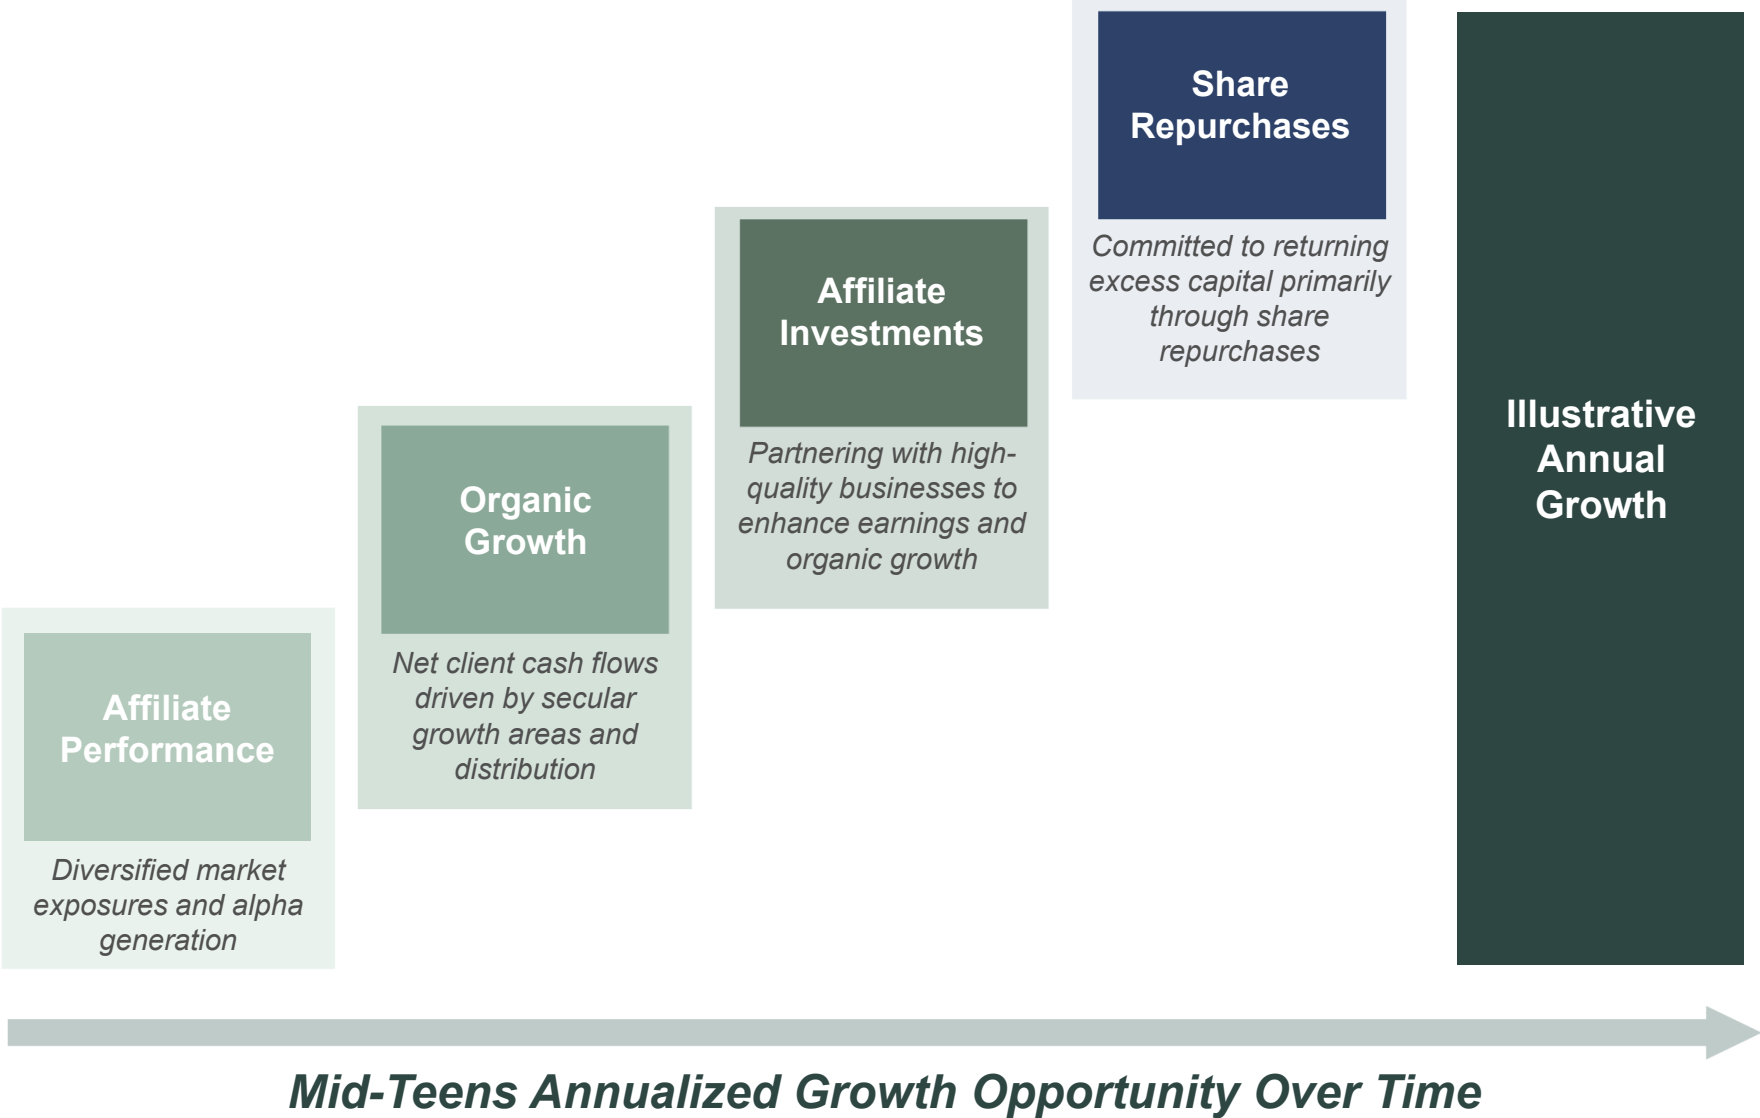 Affiliate
Performance
Diversified market
exposures and alpha
generation
Organic
Growth
Net client cash flows
driven by secular
growth areas and
distribution
Affiliate
Investments
Partnering with high-
quality businesses to
enhance earnings and
organic growth
Share
Repurchases
Committed to returning
excess capital primarily
through share
repurchases
Illustrative
Annual
Growth
Mid-Teens Annualized Growth Opportunity Over Time